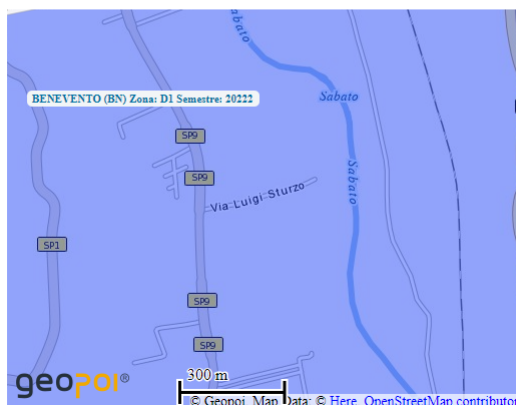 Sabato
BENEVENTO (BN) Zona: D1 Semestre: 20222
Sabato
SP9
SP9
Sabato
Via Luigi Sturzo
SP1
SP9
SP9
300 m
geopoi®
© Geopoi, Map Data: © Here, OpenStreetMap contributor